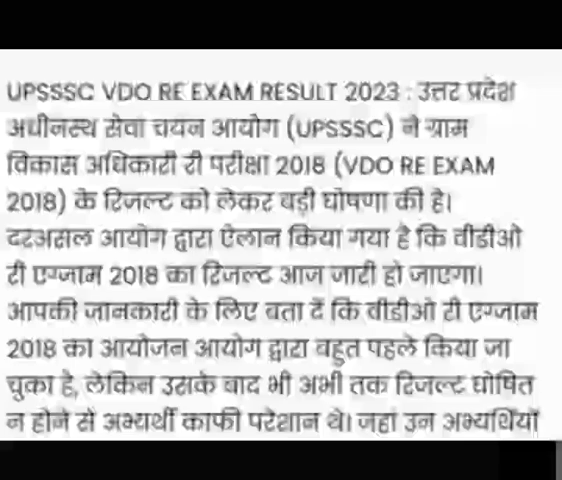 UPSSSC VDO RE EXAM RESULT 2023 : उत्तर प्रदेश
अधीनस्थ सेवा चयन आयोग (UPSSSC) ने ग्राम
विकास अधिकारी री परीक्षा 2018 (VDO RE EXAM
2018) के रिजल्ट को लेकर बड़ी घोषणा की है।
दरअसल आयोग द्वारा ऐलान किया गया है कि वीडीओ
री एग्जाम 2018 का रिजल्ट आज जारी हो जाएगा।
आपकी जानकारी के लिए बता दें कि वीडीओ री एग्जाम
2018 का आयोजन आयोग द्वारा बहुत पहले किया जा
चुका है, लेकिन उसके बाद भी अभी तक रिजल्ट घोषित
न होने से अभ्यर्थी काफी परेशान थे। जहां उन अभ्यर्थियों